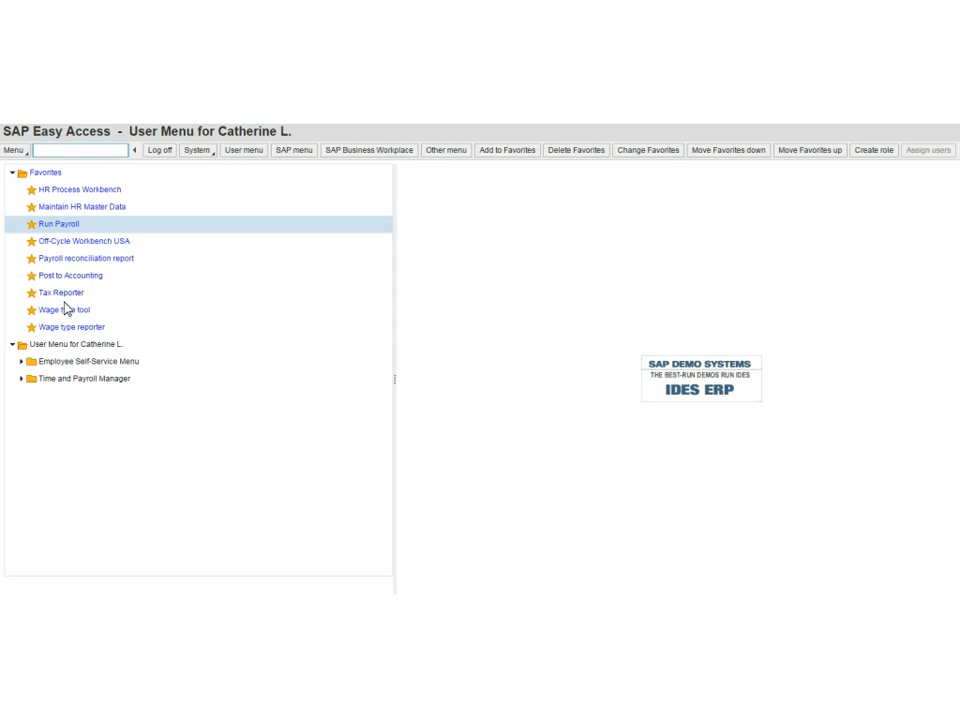 SAP Easy Access - User Menu for Catherine L.
Menu Log off System User menu SAP menu SAP Business Workplace Other menu Add to Favorites Delete Favorites Change Favorites Move Favorites down Move Favorites up Create role Assign users
Favorites
HR Process Workbench
Maintain HR Master Data
Run Payroll
Off-Cycle Workbench USA
Payroll reconciliation report
Post to Accounting
Tax Reporter
Wage tool
Wage type reporter
User Menu for Catherine L.
Employee Self-Service Menu
Time and Payroll Manager
SAP DEMO SYSTEMS
THE BEST-RUN DEMOS RUN IDES
IDES ERP